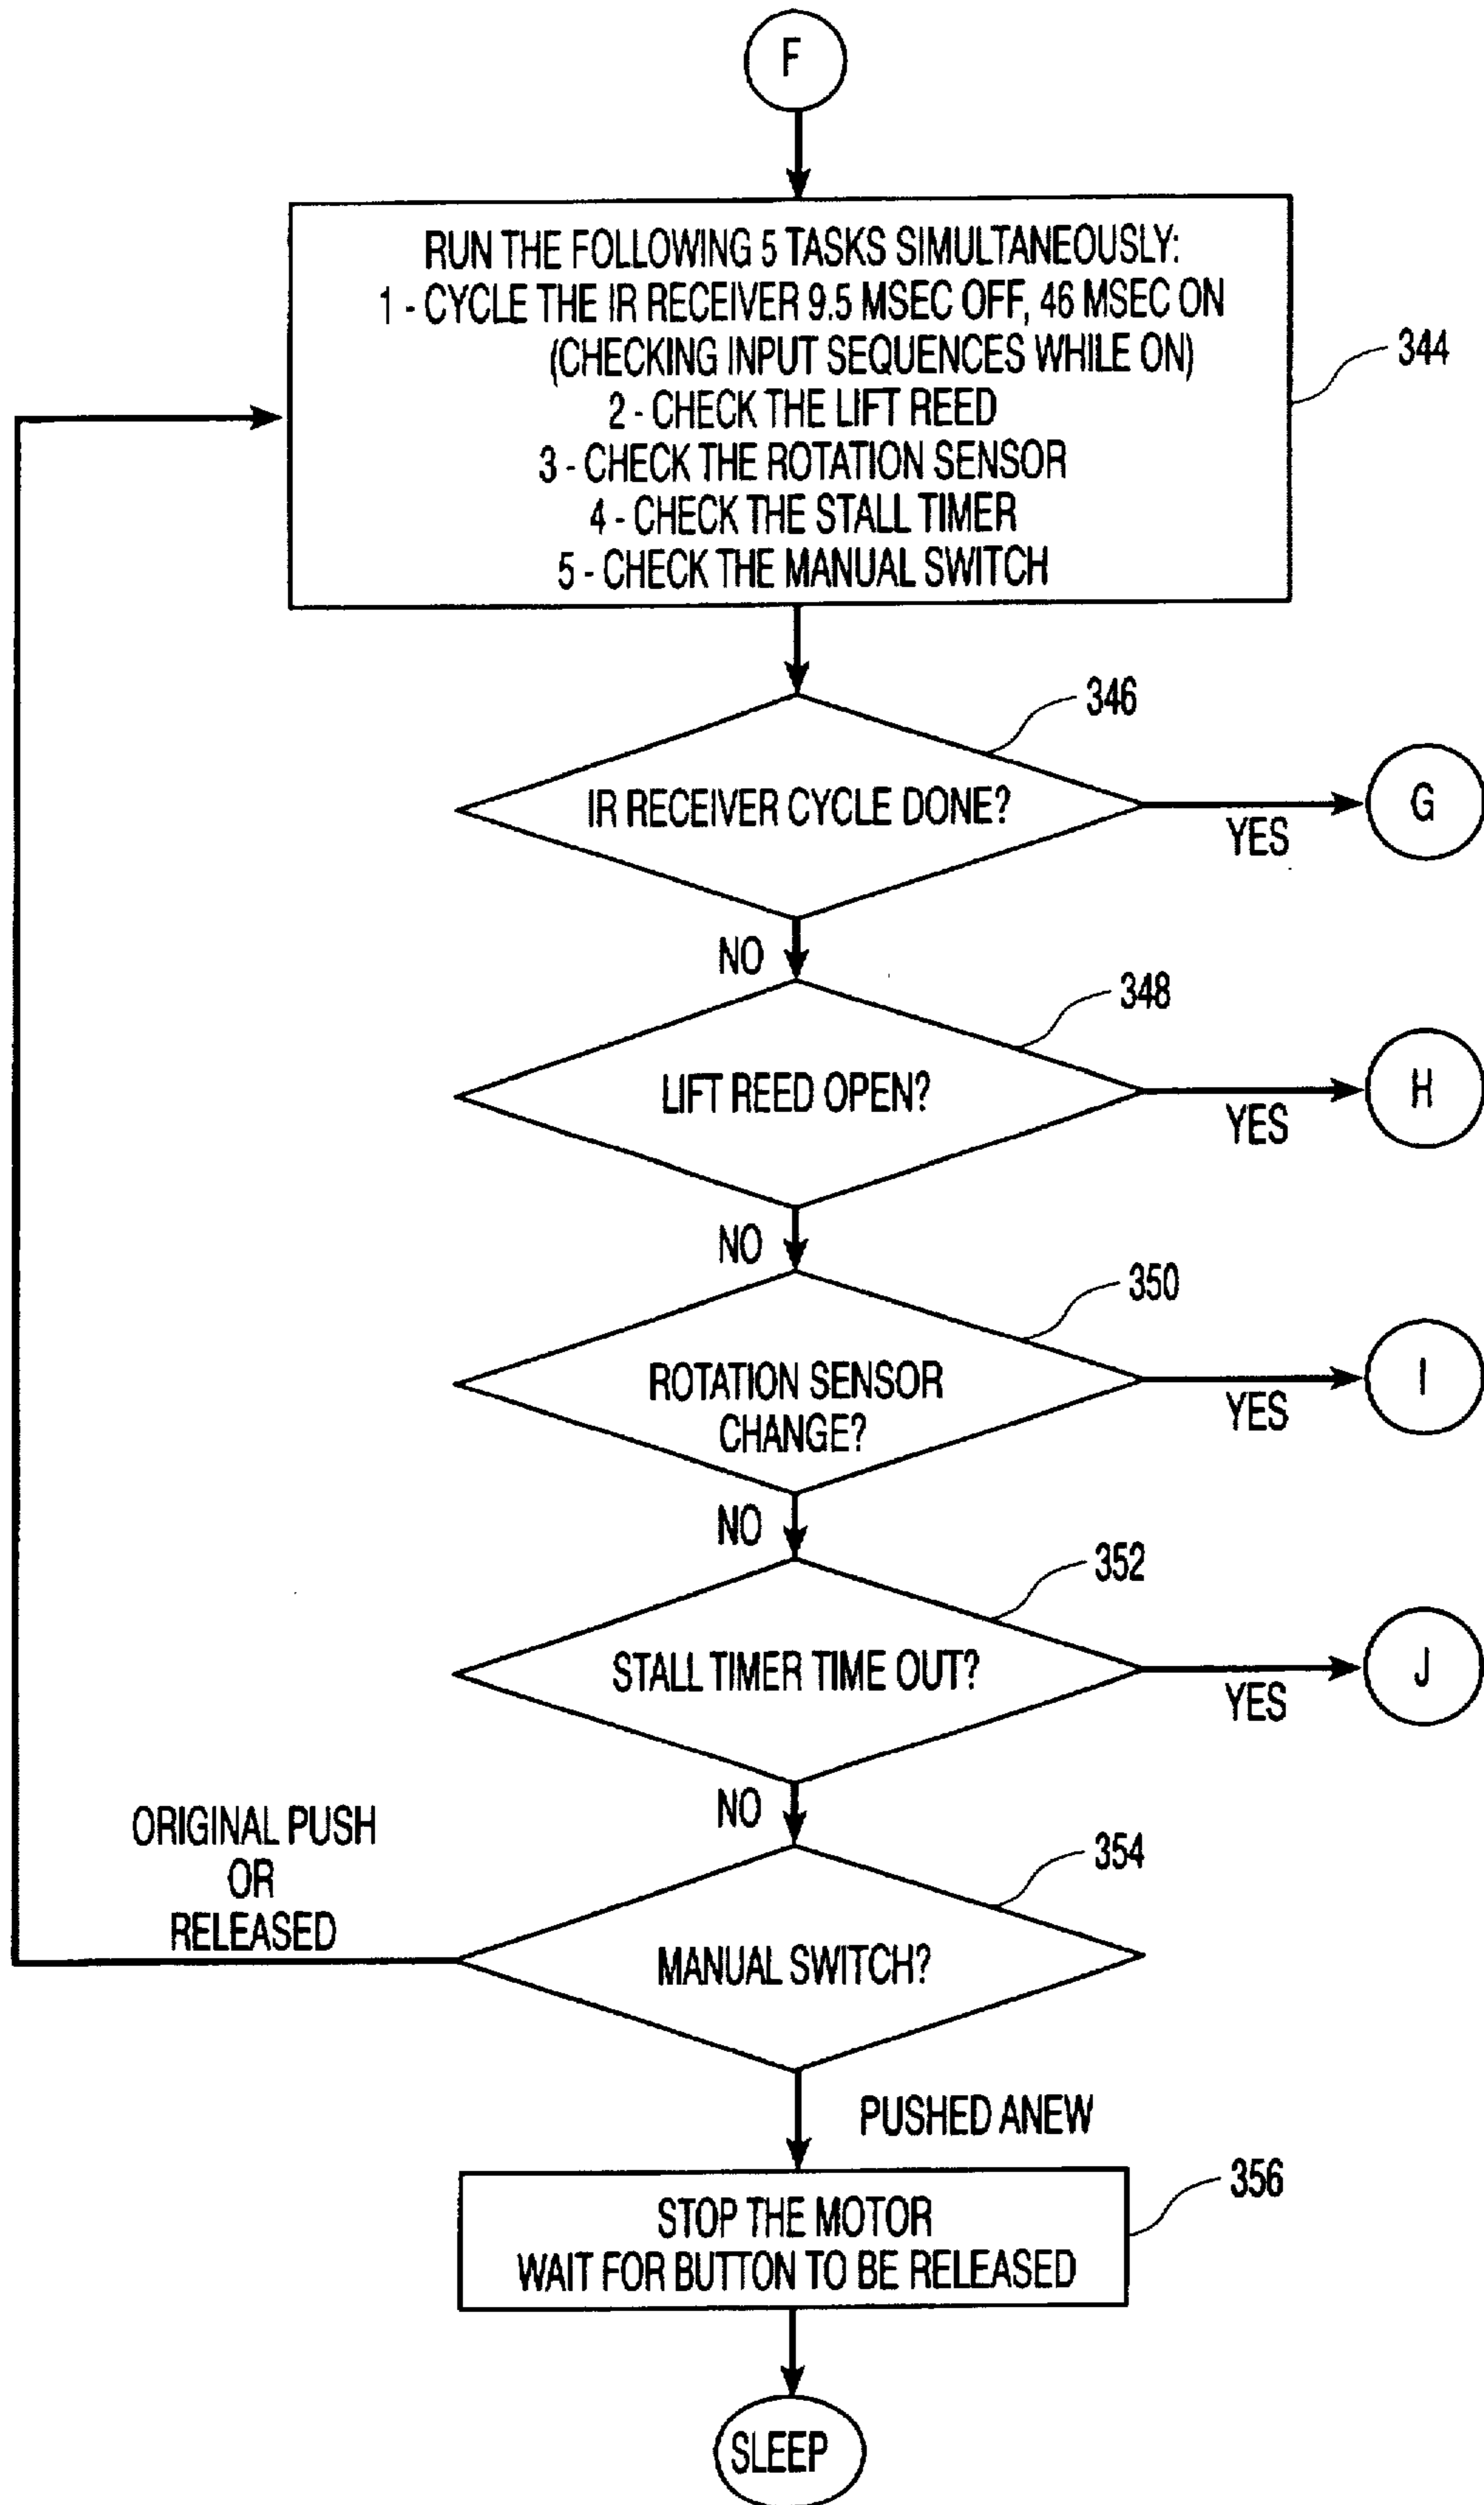 F
RUN THE FOLLOWING 5 TASKS SIMULTANEOUSLY:
1 - CYCLE THE IR RECEIVER 9.5 MSEC OFF, 46 MSEC ON
(CHECKING INPUT SEQUENCES WHILE ON)
2 - CHECK THE LIFT REED
3 - CHECK THE ROTATION SENSOR
4 - CHECK THE STALL TIMER
5 - CHECK THE MANUAL SWITCH
344
346
IR RECEIVER CYCLE DONE?
YES
G
NO
348
LIFT REED OPEN?
YES
H
NO
350
ROTATION SENSOR
CHANGE?
YES
I
NO
352
STALL TIMER TIME OUT?
YES
J
NO
ORIGINAL PUSH
OR
RELEASED
354
MANUAL SWITCH?
PUSHED ANEW
356
STOP THE MOTOR
WAIT FOR BUTTON TO BE RELEASED
SLEEP